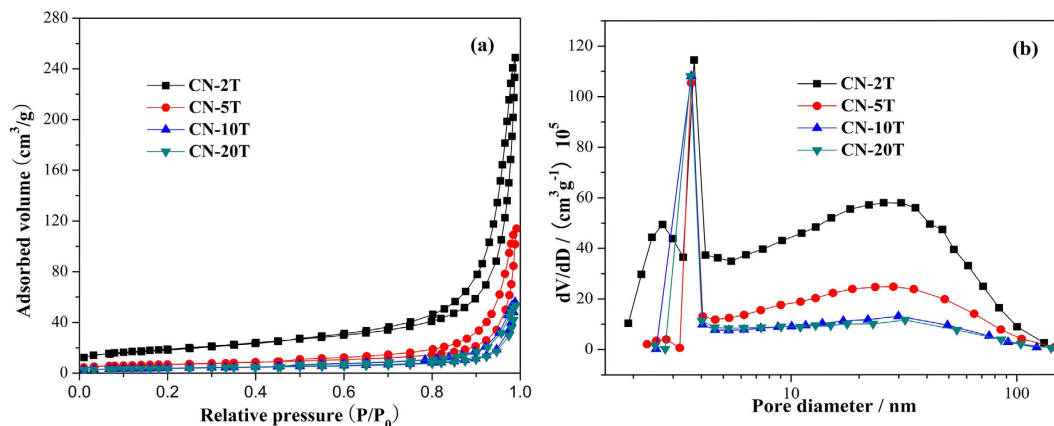 (a)
280
240
200
160
120
80
40
0
Adsorbed volume (cm³/g)
CN-2T
CN-5T
CN-10T
CN-20T
0.0 0.2 0.4 0.6 0.8 1.0
Relative pressure (P/P₀)
(b)
120
100
80
60
40
20
0
dV/dD / (cm³g⁻¹) 10⁵
CN-2T
CN-5T
CN-10T
CN-20T
10 100
Pore diameter / nm